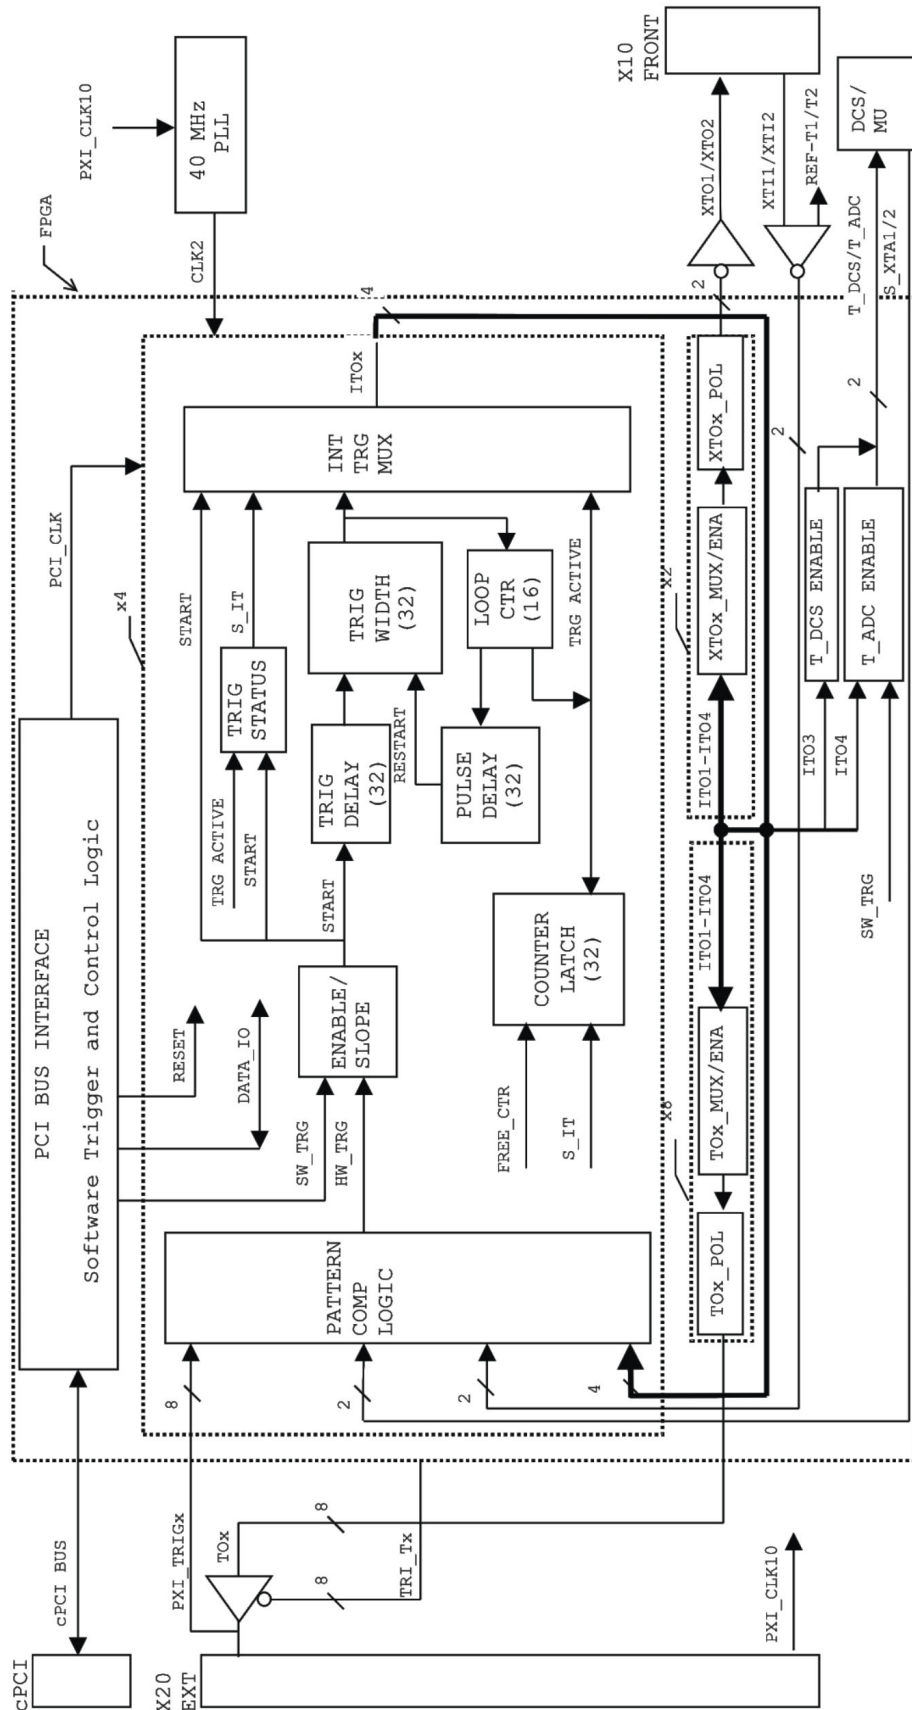 cPCI
cPCI BUS
PCI BUS INTERFACE
Software Trigger and Control Logic
PCI_CLK
FPGA
PXI_CLK10
40 MHz
PLL
CLK2
x4
RESET
DATA_IO
SW_TRG
HW_TRG
PATTERN
COMP
LOGIC
ENABLE/
SLOPE
START
TRG ACTIVE
START
START
TRIG
STATUS
S_IT
TRIG
DELAY
(32)
TRIG
WIDTH
(32)
RESTART
PULSE
DELAY
(32)
LOOP
CTR
(16)
TRG ACTIVE
FREE_CTR
S_IT
COUNTER
LATCH
(32)
INT
TRG
MUX
ITOx
4
X20
EXT
PXI_TRIGx
TOx
8
8
TRI_Tx
8
2
2
4
PXI_CLK10
x8
TOx_POL
TOx_MUX/ENA
ITO1-ITO4
ITO1-ITO4
x2
XTOx_MUX/ENA
XTOx_POL
2
XTO1/XTO2
X10
FRONT
XTI1/XTI2
REF-T1/T2
2
ITO3
ITO4
SW_TRG
T_DCS ENABLE
T_ADC ENABLE
2
T_DCS/T_ADC
S_XTA1/2
DCS/
MU